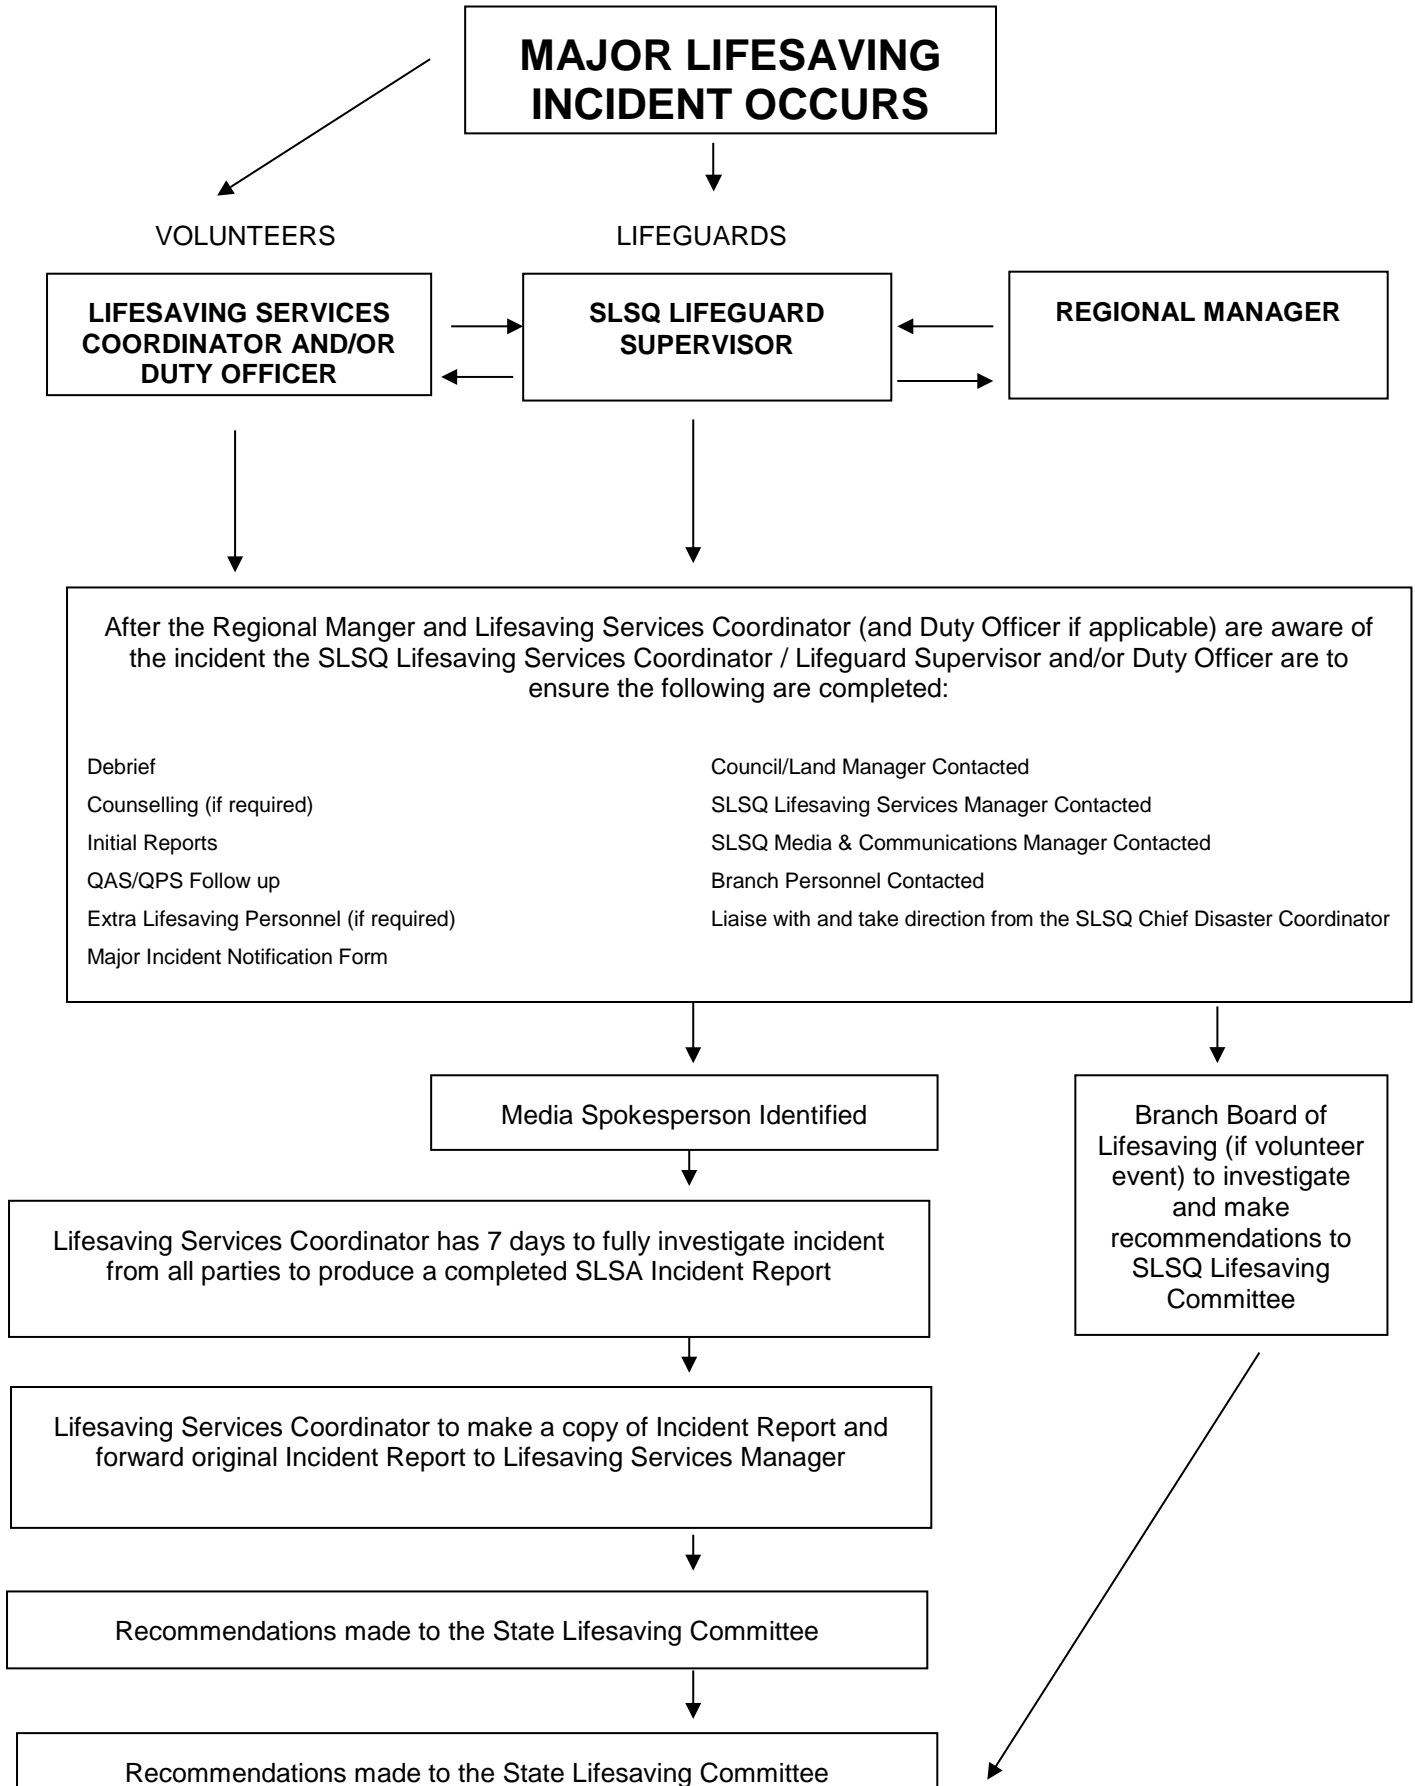 MAJOR LIFESAVING
INCIDENT OCCURS
VOLUNTEERS
LIFEGUARDS
LIFESAVING SERVICES
COORDINATOR AND/OR
DUTY OFFICER
SLSQ LIFEGUARD
SUPERVISOR
REGIONAL MANAGER
After the Regional Manger and Lifesaving Services Coordinator (and Duty Officer if applicable) are aware of
the incident the SLSQ Lifesaving Services Coordinator / Lifeguard Supervisor and/or Duty Officer are to
ensure the following are completed:
Debrief
Counselling (if required)
Initial Reports
QAS/QPS Follow up
Extra Lifesaving Personnel (if required)
Major Incident Notification Form
Council/Land Manager Contacted
SLSQ Lifesaving Services Manager Contacted
SLSQ Media & Communications Manager Contacted
Branch Personnel Contacted
Liaise with and take direction from the SLSQ Chief Disaster Coordinator
Media Spokesperson Identified
Lifesaving Services Coordinator has 7 days to fully investigate incident
from all parties to produce a completed SLSA Incident Report
Lifesaving Services Coordinator to make a copy of Incident Report and
forward original Incident Report to Lifesaving Services Manager
Recommendations made to the State Lifesaving Committee
Recommendations made to the State Lifesaving Committee
Branch Board of
Lifesaving (if volunteer
event) to investigate
and make
recommendations to
SLSQ Lifesaving
Committee